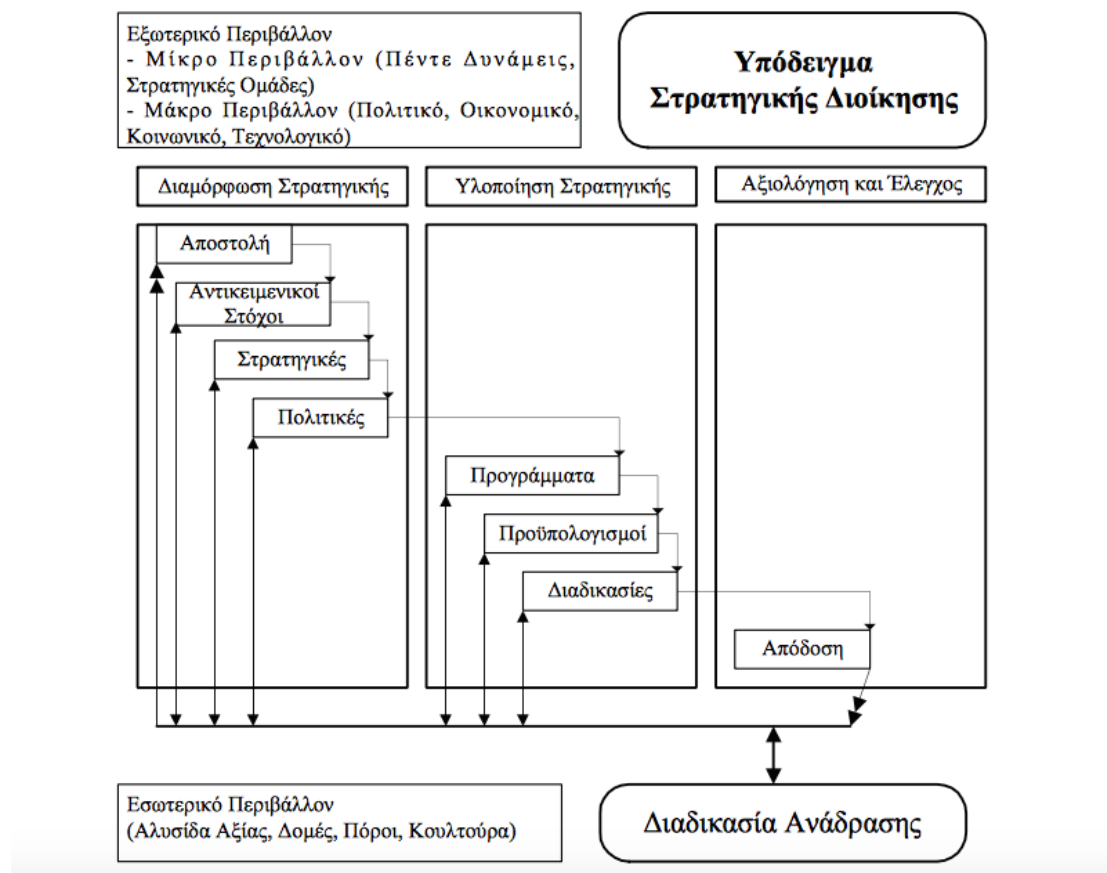 Εξωτερικό Περιβάλλον
- Μίκρο Περιβάλλον (Πέντε Δυνάμεις,
Στρατηγικές Ομάδες)
- Μάκρο Περιβάλλον (Πολιτικό, Οικονομικό,
Κοινωνικό, Τεχνολογικό)
Υπόδειγμα
Στρατηγικής Διοίκησης
Διαμόρφωση Στρατηγικής
Υλοποίηση Στρατηγικής
Αξιολόγηση και Έλεγχος
Αποστολή
Αντικειμενικοί
Στόχοι
Στρατηγικές
Πολιτικές
Προγράμματα
Προϋπολογισμοί
Διαδικασίες
Απόδοση
Εσωτερικό Περιβάλλον
(Αλυσίδα Αξίας, Δομές, Πόροι, Κουλτούρα)
Διαδικασία Ανάδρασης